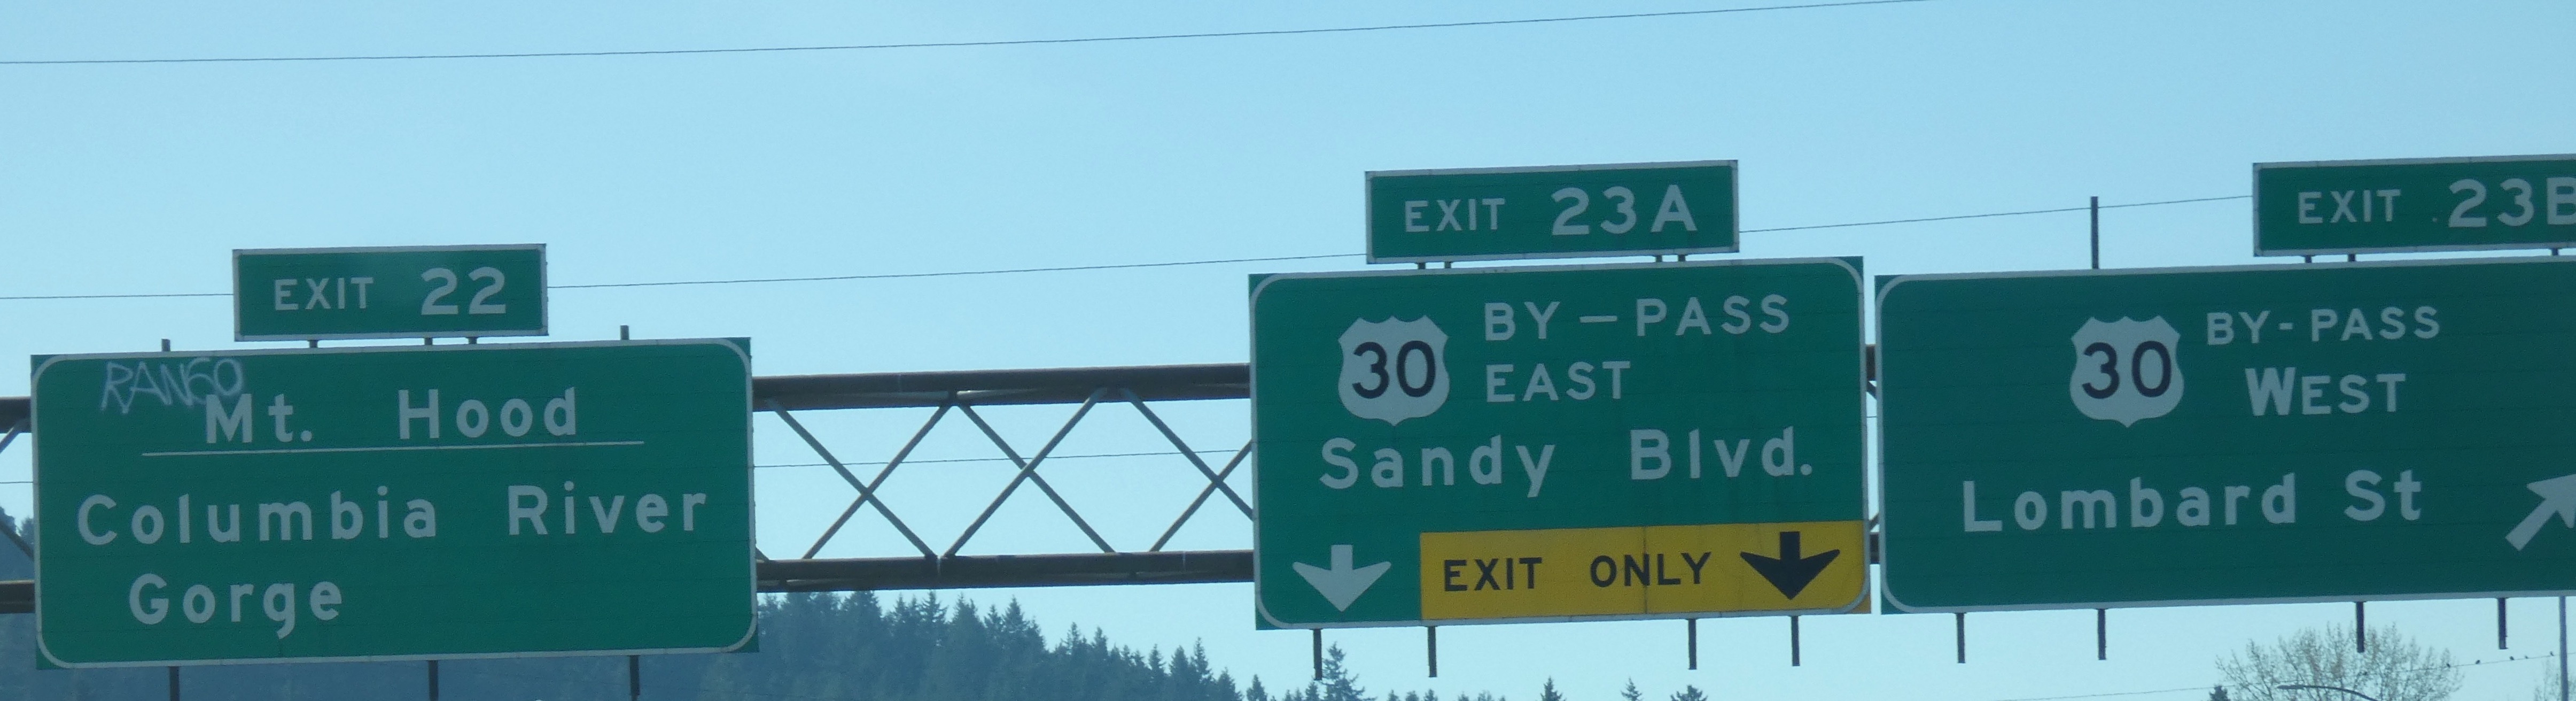 EXIT 22
RANGO
Mt. Hood
Columbia River
Gorge
EXIT 23A
30 BY-PASS
EAST
Sandy Blvd.
EXIT ONLY
EXIT 23B
30 BY-PASS
WEST
Lombard St